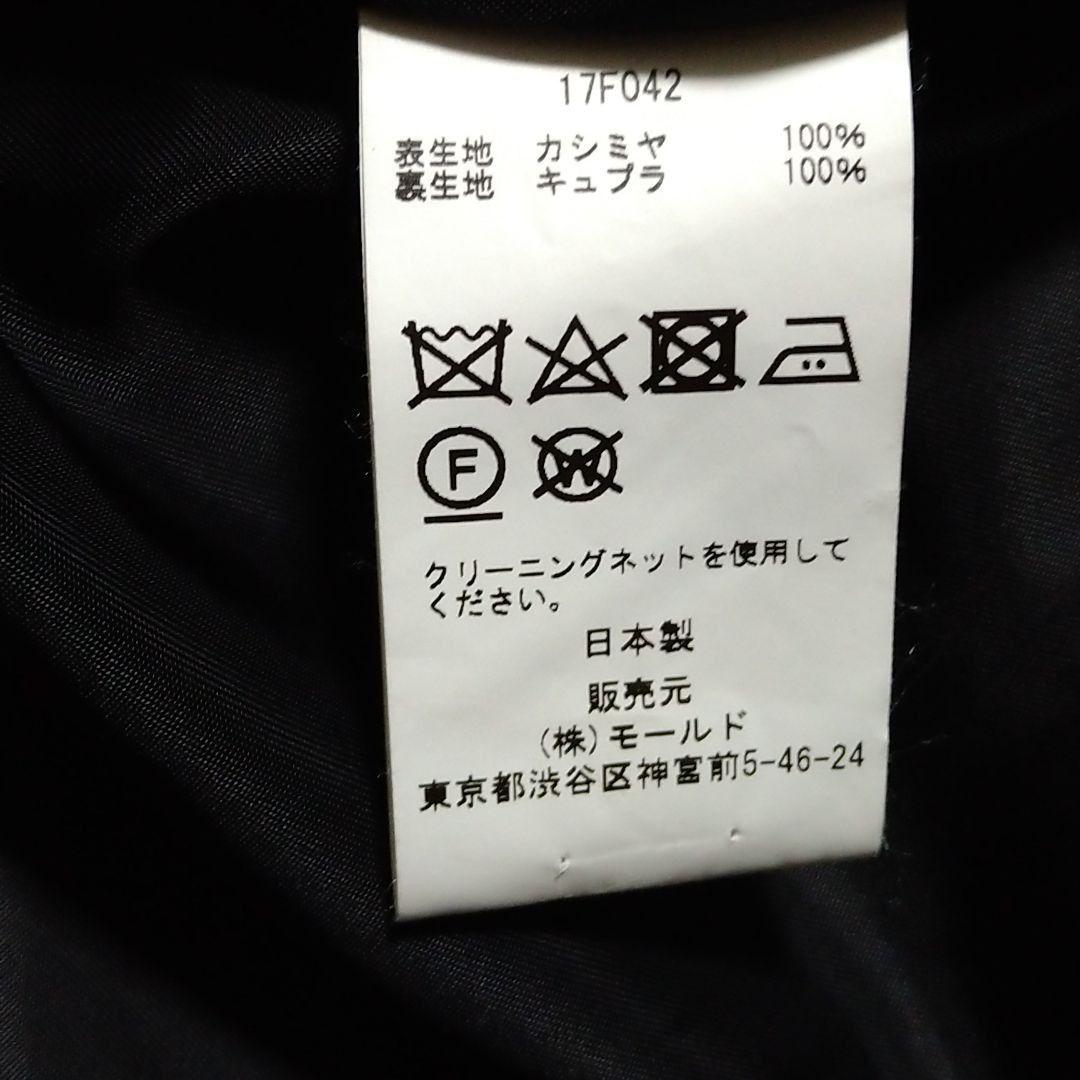 17F042
表生地 カシミヤ 100%
裏生地 キュプラ 100%
F W
クリーニングネットを使用して
ください。
日本製
販売元
(株)モールド
東京都渋谷区神宮前5-46-24